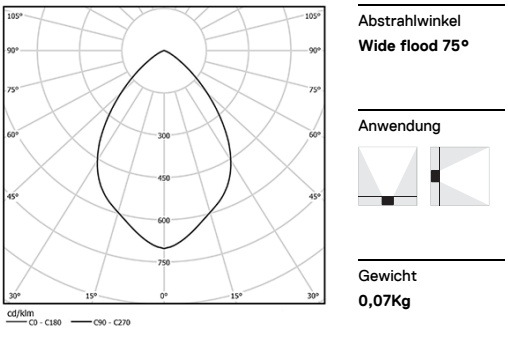 105°
105°
90°
90°
75°
75°
60°
60°
45°
45°
300
450
600
750
30°
15°
0°
15°
30°
cd/klm
C0 - C180
C90 - C270
Abstrahlwinkel
Wide flood 75°
Anwendung
Gewicht
0,07Kg